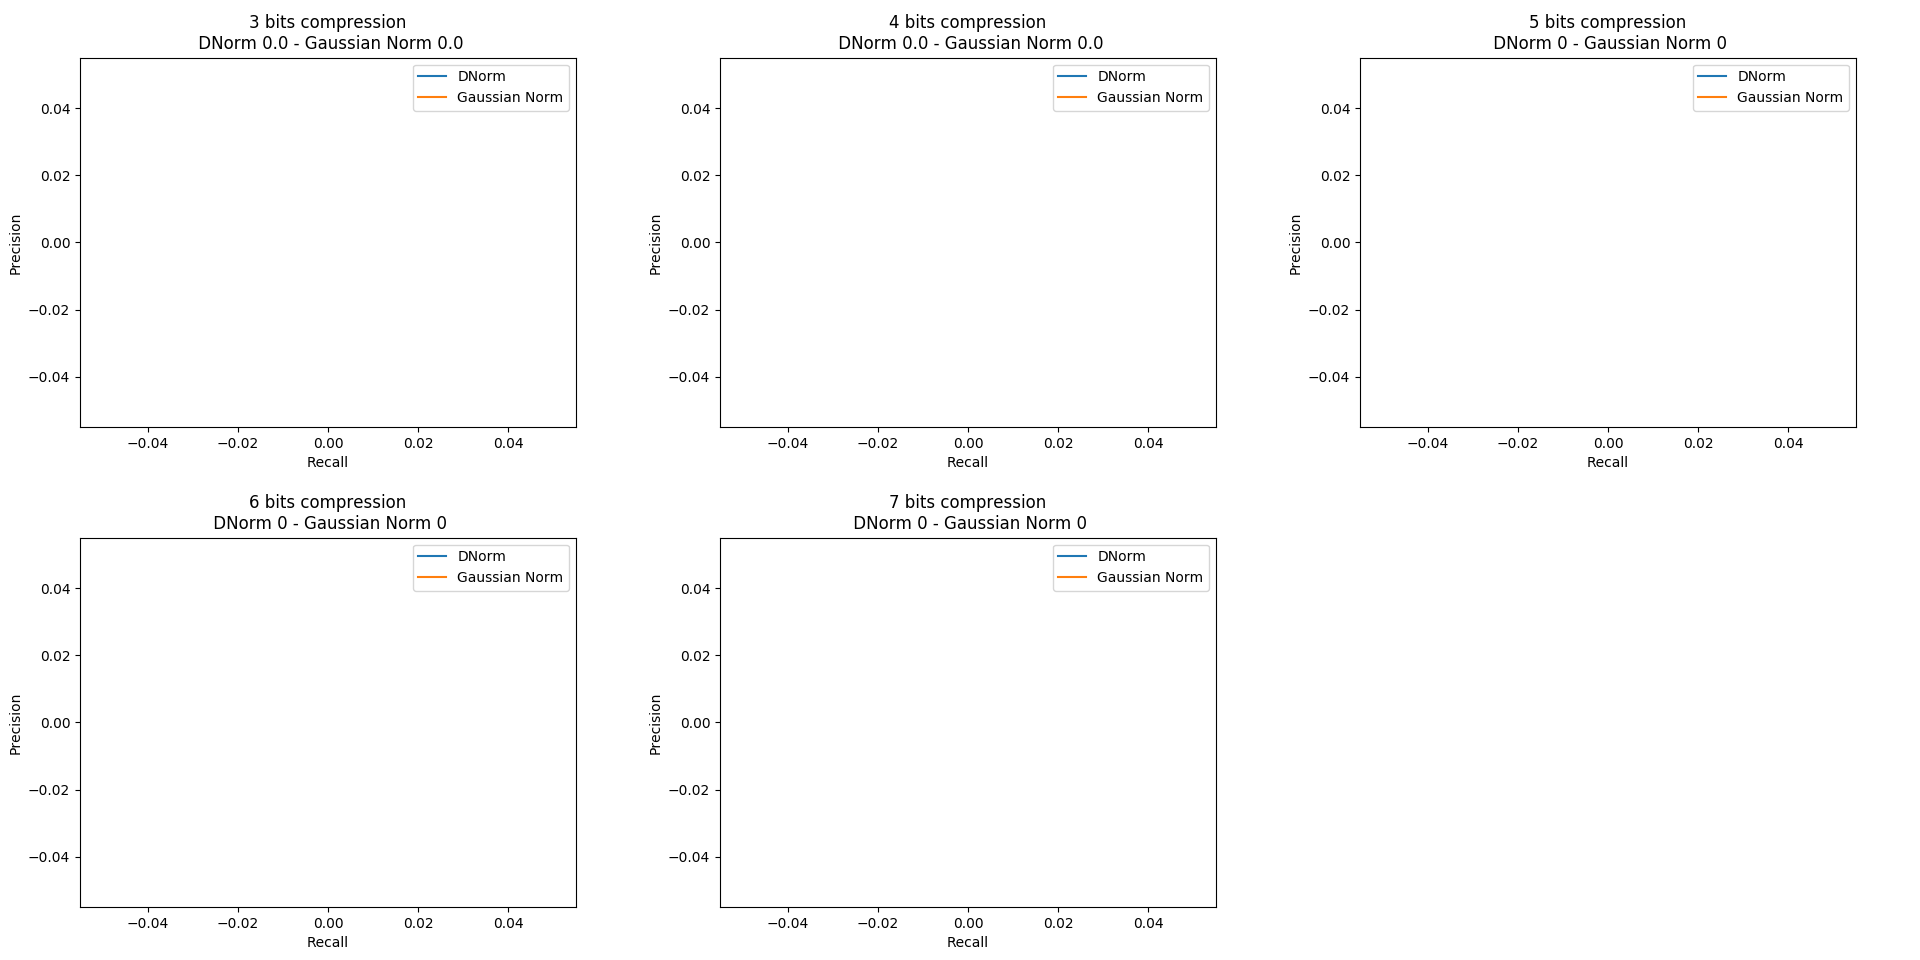 3 bits compression
DNorm 0.0 - Gaussian Norm 0.0
DNorm
Gaussian Norm
0.04
0.02
0.00
−0.02
−0.04
Precision
−0.04 −0.02 0.00 0.02 0.04
Recall
4 bits compression
DNorm 0.0 - Gaussian Norm 0.0
DNorm
Gaussian Norm
0.04
0.02
0.00
−0.02
−0.04
Precision
−0.04 −0.02 0.00 0.02 0.04
Recall
5 bits compression
DNorm 0 - Gaussian Norm 0
DNorm
Gaussian Norm
0.04
0.02
0.00
−0.02
−0.04
Precision
−0.04 −0.02 0.00 0.02 0.04
Recall
6 bits compression
DNorm 0 - Gaussian Norm 0
DNorm
Gaussian Norm
0.04
0.02
0.00
−0.02
−0.04
Precision
−0.04 −0.02 0.00 0.02 0.04
Recall
7 bits compression
DNorm 0 - Gaussian Norm 0
DNorm
Gaussian Norm
0.04
0.02
0.00
−0.02
−0.04
Precision
−0.04 −0.02 0.00 0.02 0.04
Recall